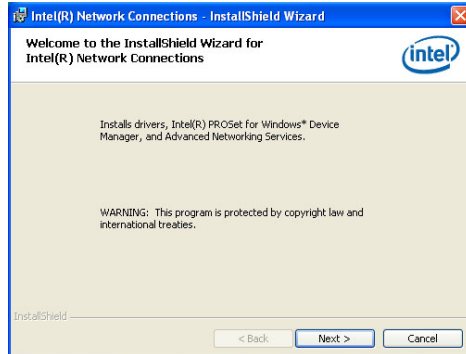 Intel(R) Network Connections - InstallShield Wizard
Welcome to the InstallShield Wizard for
Intel(R) Network Connections
intel
Installs drivers, Intel(R) PROSet for Windows* Device
Manager, and Advanced Networking Services.
WARNING: This program is protected by copyright law and
international treaties.
InstallShield
< Back
Next >
Cancel